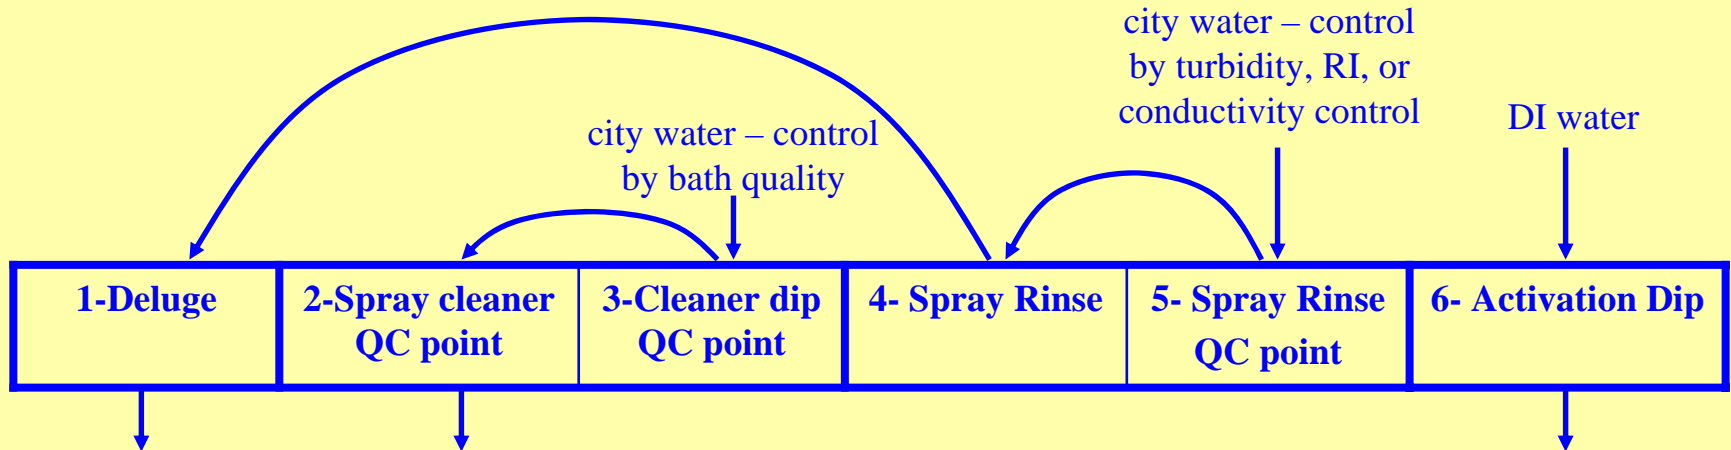 city water – control
by turbidity, RI, or
conductivity control
DI water
city water – control
by bath quality
1-Deluge
2-Spray cleaner
QC point
3-Cleaner dip
QC point
4- Spray Rinse
5- Spray Rinse
QC point
6- Activation Dip